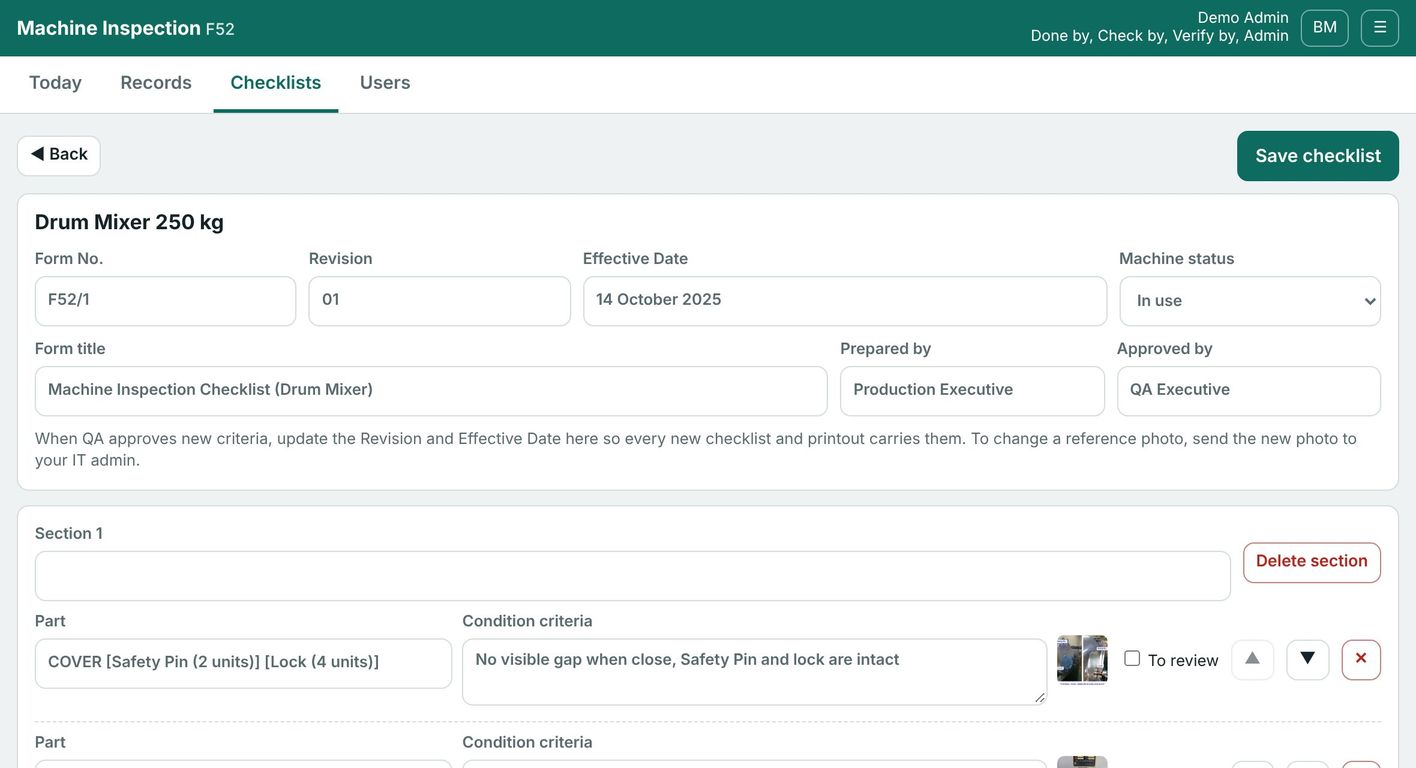 Machine Inspection F52
Demo Admin
Done by, Check by, Verify by, Admin
BM
☰
Today
Records
Checklists
Users
◀ Back
Save checklist
Drum Mixer 250 kg
Form No.
Revision
Effective Date
Machine status
F52/1
01
14 October 2025
In use
Form title
Prepared by
Approved by
Machine Inspection Checklist (Drum Mixer)
Production Executive
QA Executive
When QA approves new criteria, update the Revision and Effective Date here so every new checklist and printout carries them. To change a reference photo, send the new photo to
your IT admin.
Section 1
Delete section
Part
Condition criteria
COVER [Safety Pin (2 units)] [Lock (4 units)]
No visible gap when close, Safety Pin and lock are intact
To review
▲
▼
✕
Part
Condition criteria